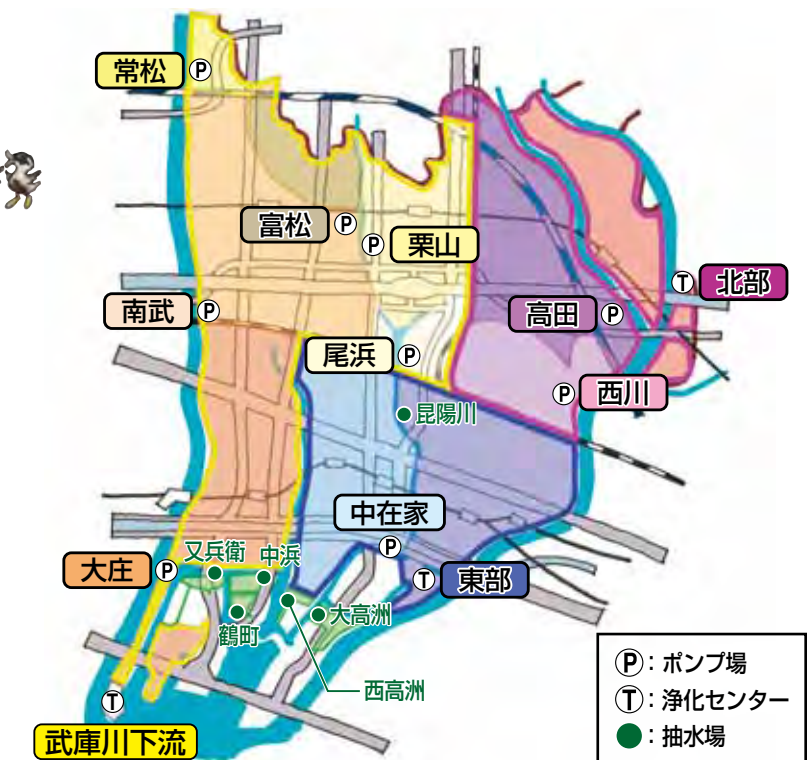 常松 Ⓟ
富松 Ⓟ
Ⓟ 栗山
Ⓣ 北部
南武 Ⓟ
高田 Ⓟ
尾浜 Ⓟ
Ⓟ 西川
昆陽川
中在家
Ⓟ
又兵衛
中浜
大庄 Ⓟ
Ⓣ 東部
鶴町
大高洲
西高洲
Ⓣ
武庫川下流
Ⓟ：ポンプ場
Ⓣ：浄化センター
●：抽水場